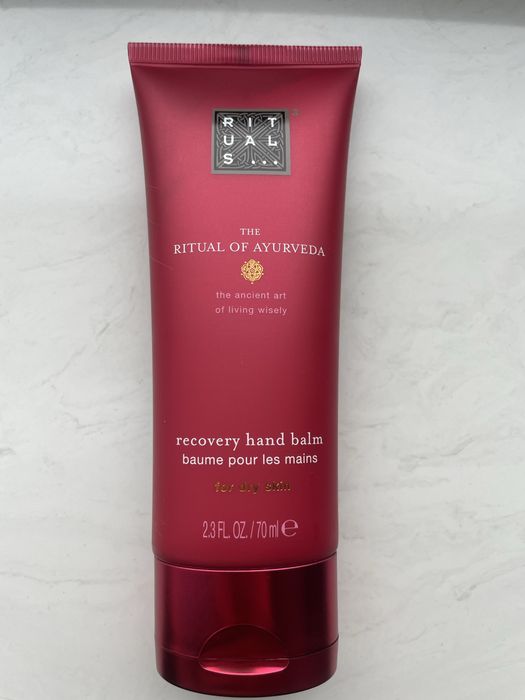 RIT
UAL
S...
®
THE
RITUAL OF AYURVEDA
the ancient art
of living wisely
recovery hand balm
baume pour les mains
for dry skin
2.3 FL. OZ. / 70 ml ℮